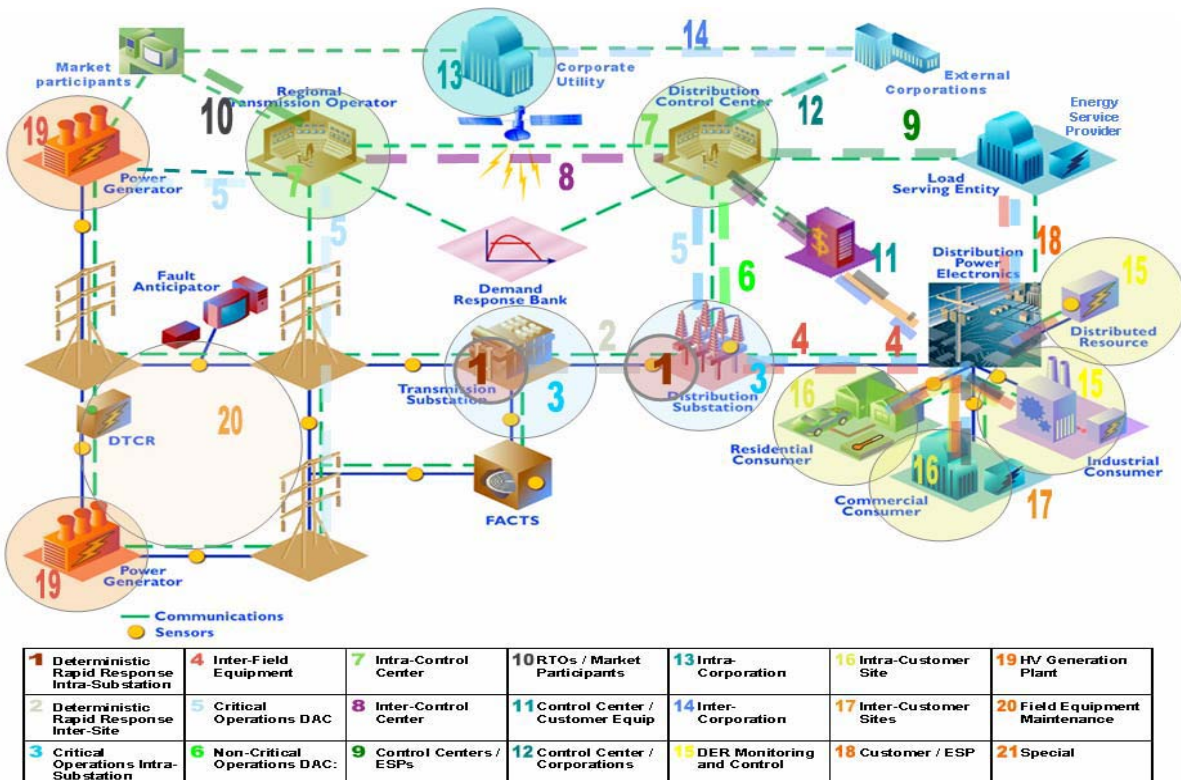 14
Market
participants
13
Corporate
Utility
External
Corporations
Regional
Transmission Operator
Distribution
Control Center
12
Energy
Service
Provider
10
19
7
7
9
8
Power
Generator
5
Load
Serving Entity
5
5
11
18
Fault
Anticipator
Demand
Response Bank
6
Distribution
Power
Electronics
15
Distributed
Resource
2
4
4
1
1
Transmission
Substation
3
Distribution
Substation
3
16
15
DTCR
20
Residential
Consumer
16
Industrial
Consumer
Commercial
Consumer
17
FACTS
19
Power
Generator
Communications
Sensors
1 Deterministic
Rapid Response
Intra-Substation
4 Inter-Field
Equipment
7 Intra-Control
Center
10 RTOs / Market
Participants
13 Intra-
Corporation
16 Intra-Customer
Site
19 HV Generation
Plant
2 Deterministic
Rapid Response
Inter-Site
5 Critical
Operations DAC
8 Inter-Control
Center
11 Control Center /
Customer Equip
14 Inter-
Corporation
17 Inter-Customer
Sites
20 Field Equipment
Maintenance
3 Critical
Operations Intra-
Substation
6 Non-Critical
Operations DAC:
9 Control Centers /
ESPs
12 Control Center /
Corporations
15 DER Monitoring
and Control
18 Customer / ESP
21 Special